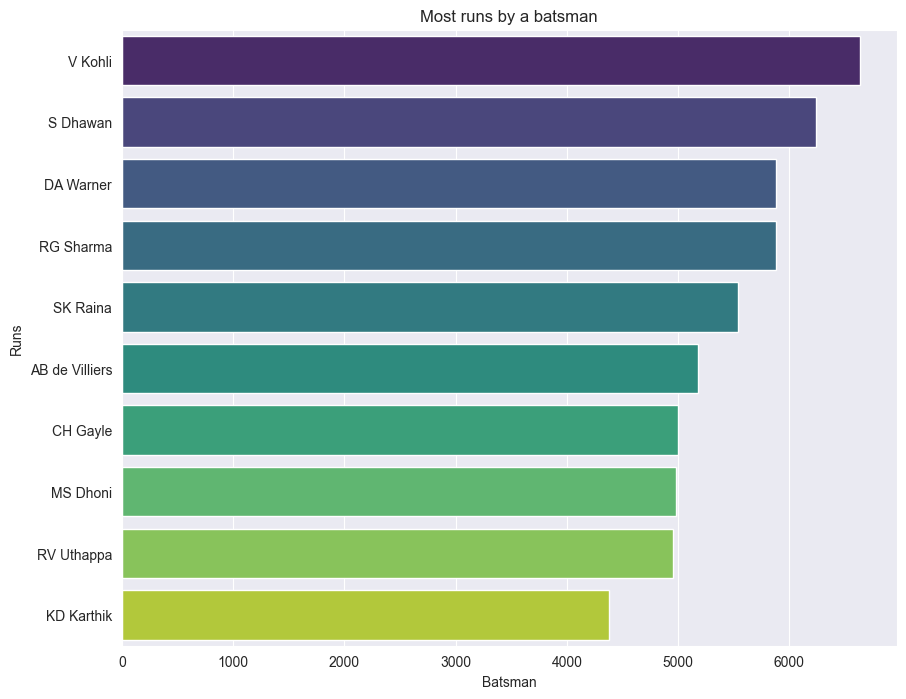 Most runs by a batsman
V Kohli
S Dhawan
DA Warner
RG Sharma
SK Raina
Runs
AB de Villiers
CH Gayle
MS Dhoni
RV Uthappa
KD Karthik
0 1000 2000 3000 4000 5000 6000
Batsman